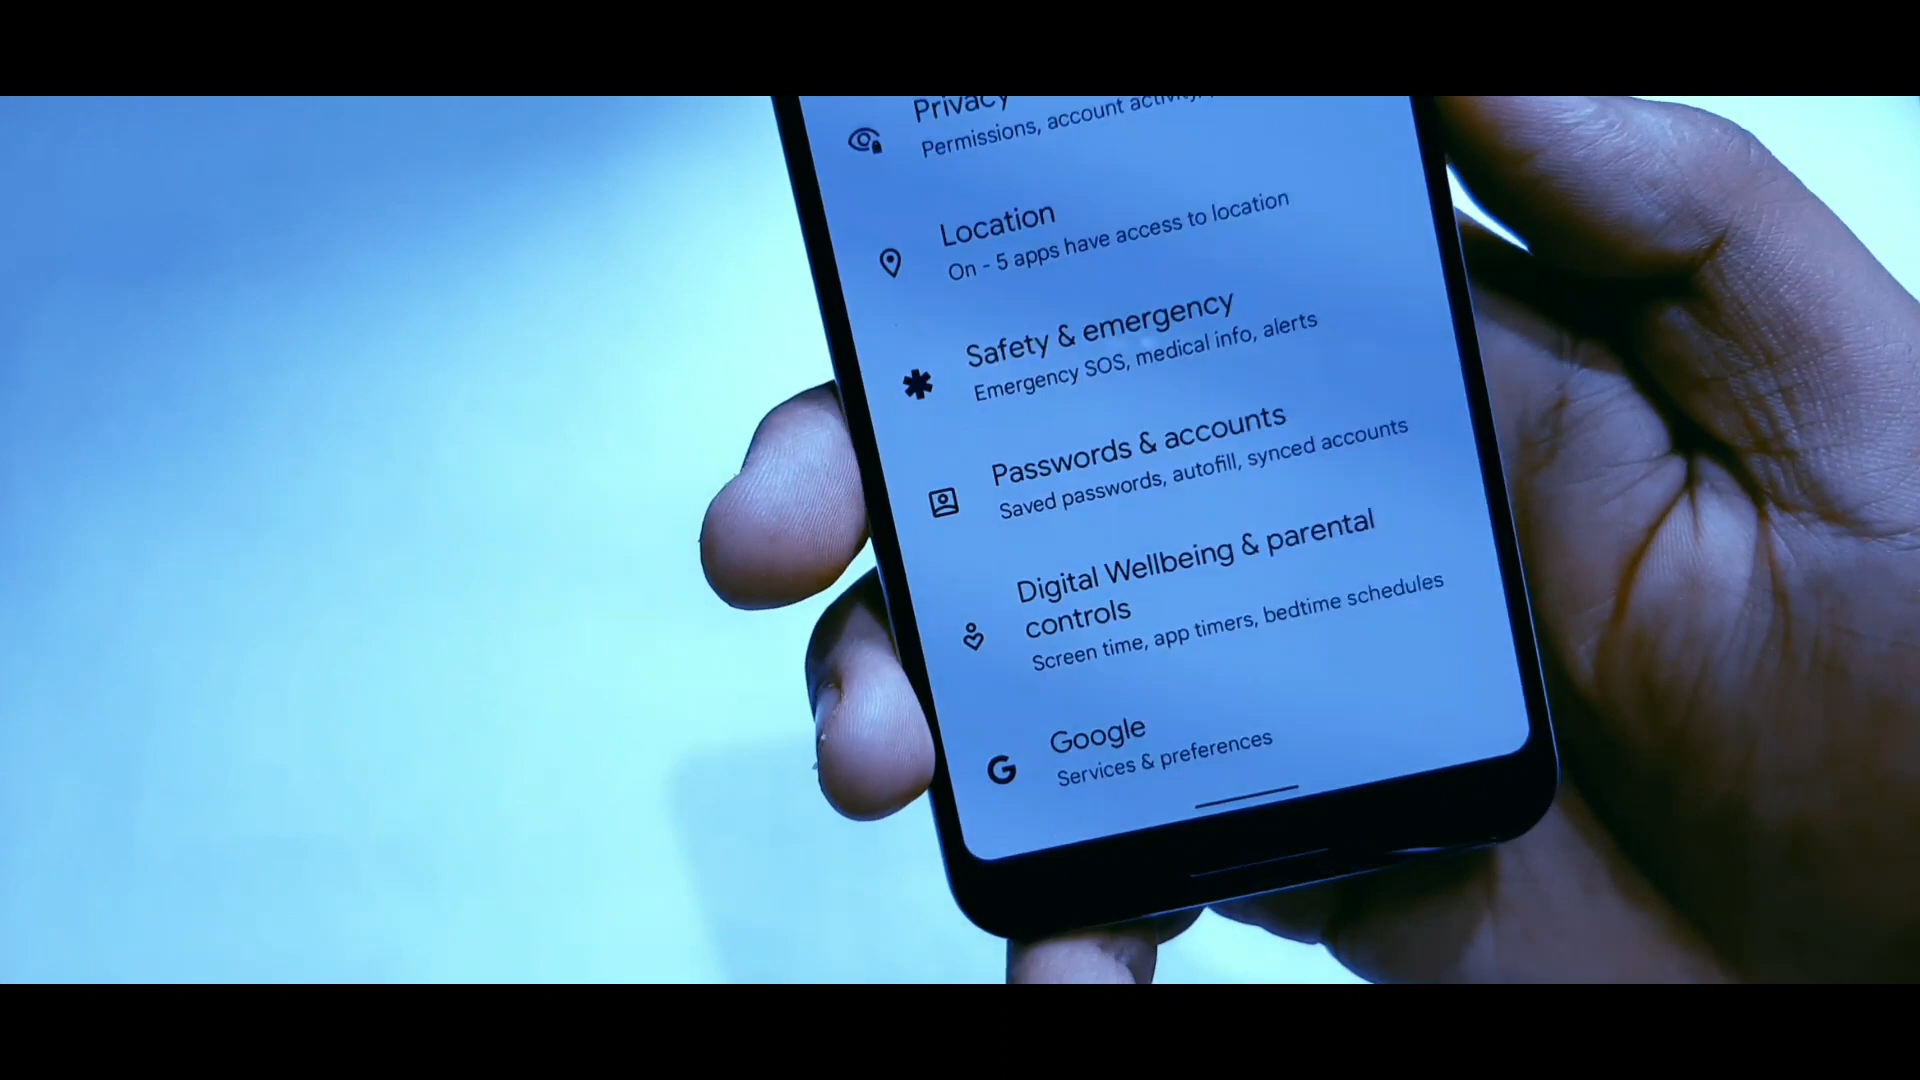 Privacy
Permissions, account activity,
Location
On - 5 apps have access to location
Safety & emergency
Emergency SOS, medical info, alerts
Passwords & accounts
Saved passwords, autofill, synced accounts
Digital Wellbeing & parental
controls
Screen time, app timers, bedtime schedules
Google
Services & preferences